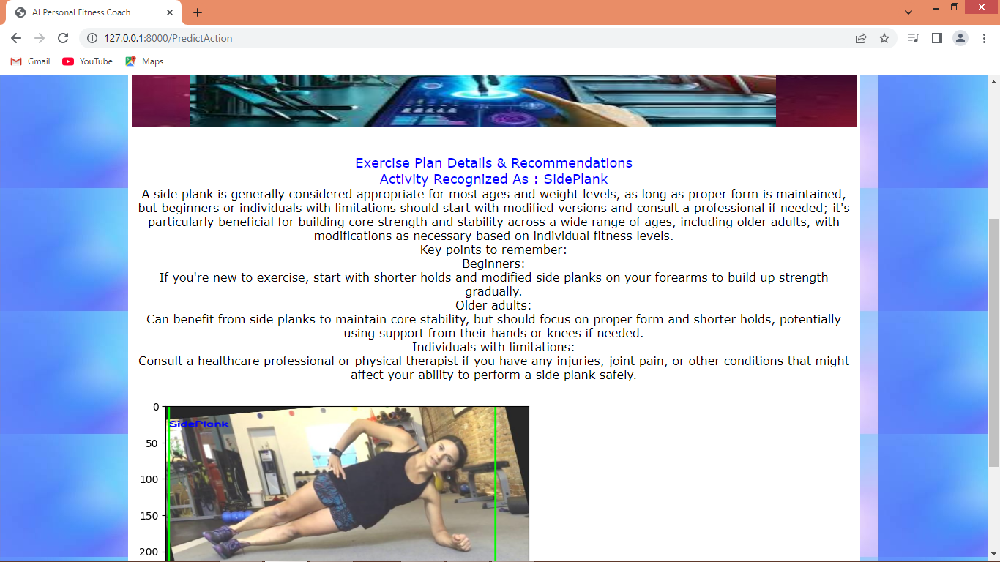 AI Personal Fitness Coach
127.0.0.1:8000/PredictAction
Gmail
YouTube
Maps
Exercise Plan Details & Recommendations
Activity Recognized As : SidePlank
A side plank is generally considered appropriate for most ages and weight levels, as long as proper form is maintained,
but beginners or individuals with limitations should start with modified versions and consult a professional if needed; it's
particularly beneficial for building core strength and stability across a wide range of ages, including older adults, with
modifications as necessary based on individual fitness levels.
Key points to remember:
Beginners:
If you're new to exercise, start with shorter holds and modified side planks on your forearms to build up strength
gradually.
Older adults:
Can benefit from side planks to maintain core stability, but should focus on proper form and shorter holds, potentially
using support from their hands or knees if needed.
Individuals with limitations:
Consult a healthcare professional or physical therapist if you have any injuries, joint pain, or other conditions that might
affect your ability to perform a side plank safely.
0
SidePlank
50
100
150
200